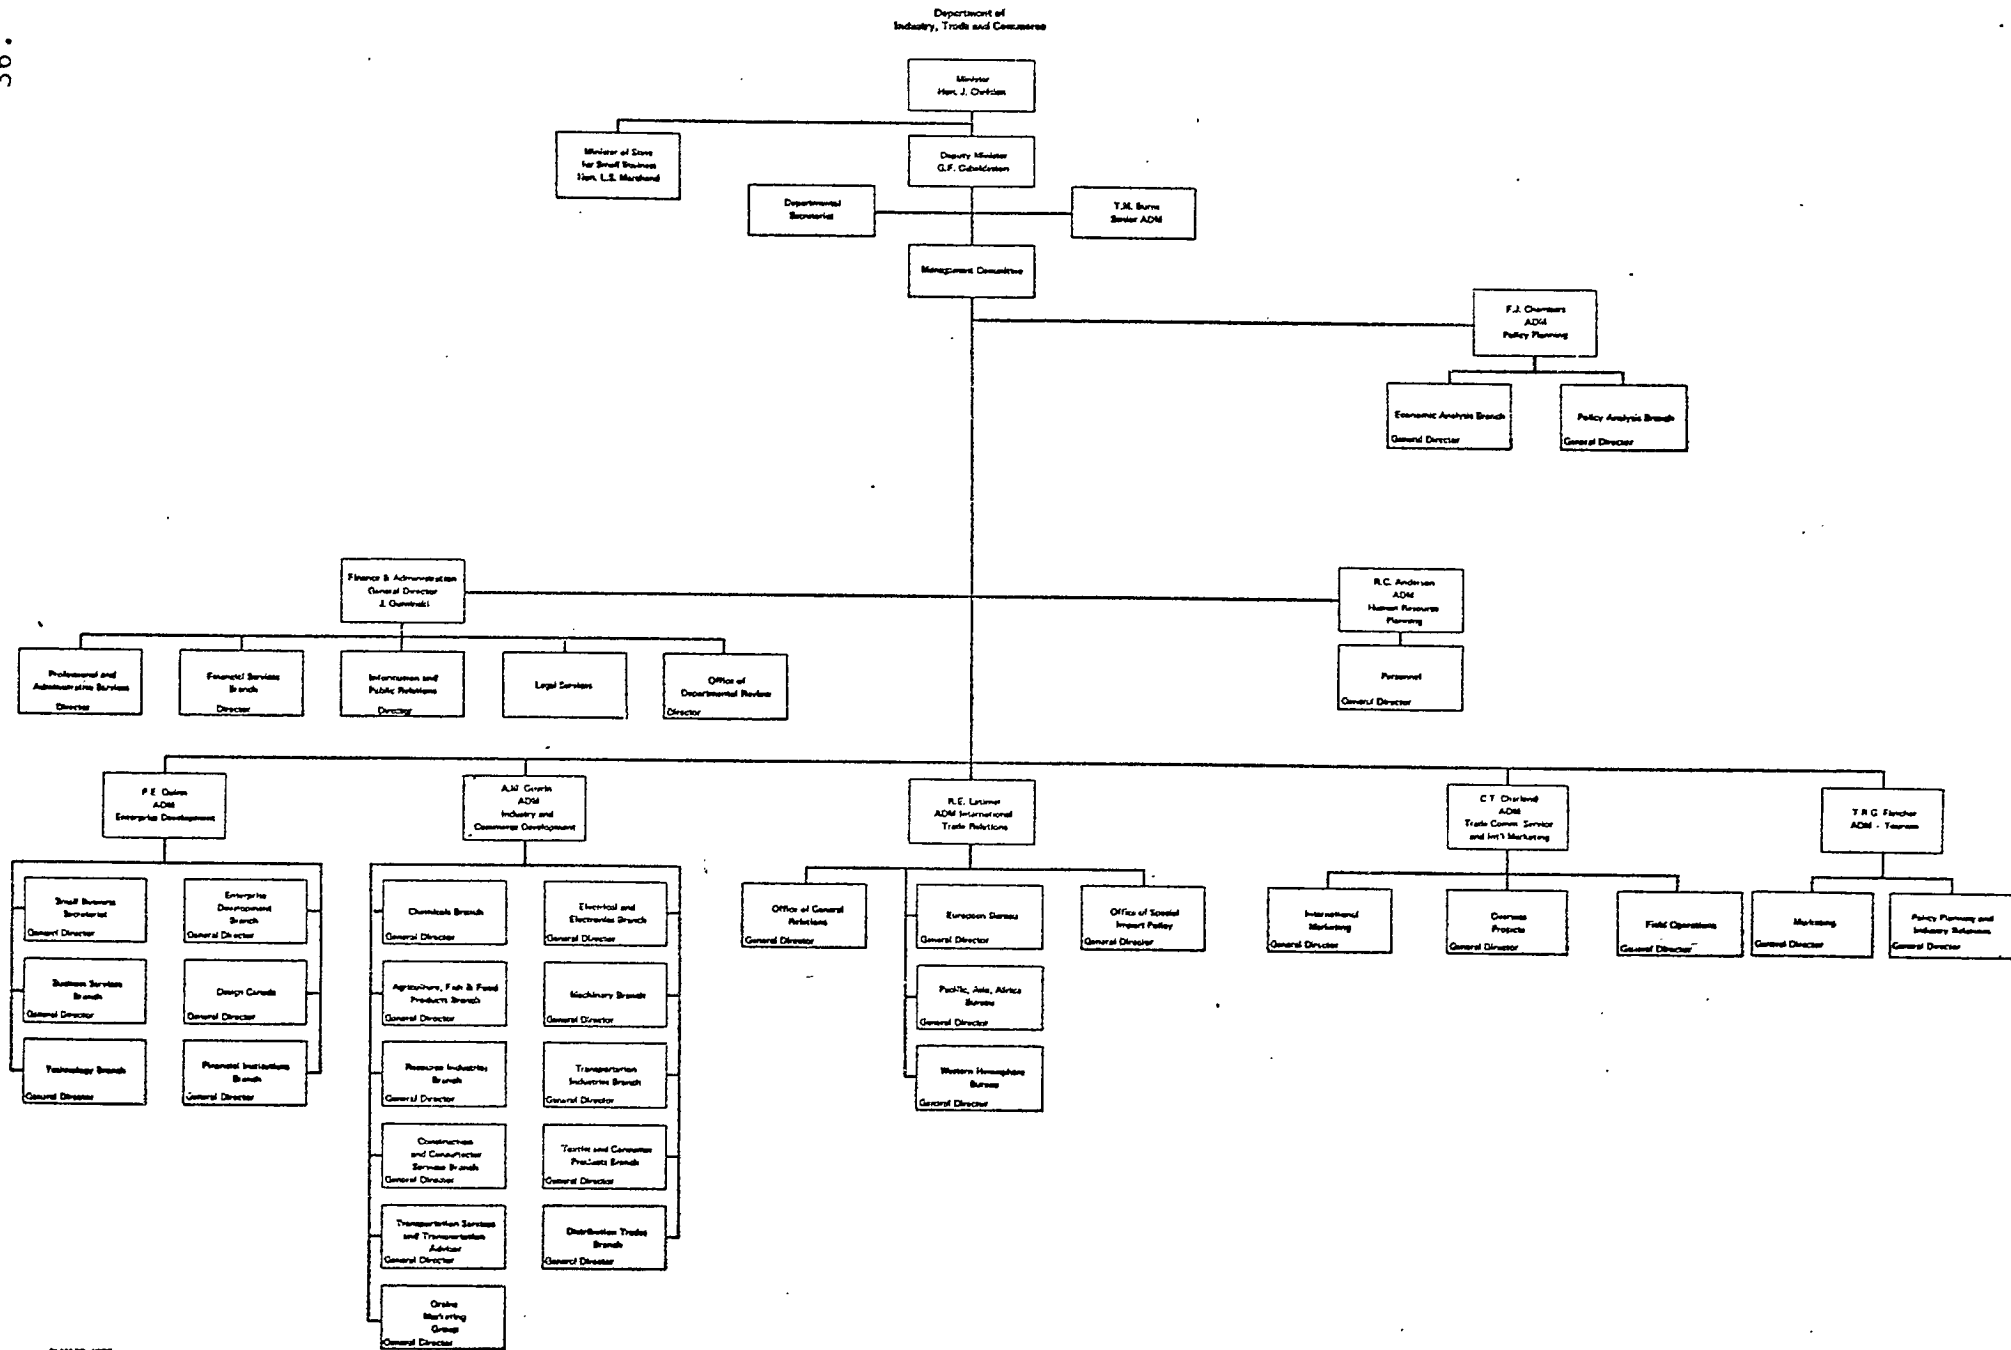 36.
Department of
Industry, Trade and Commerce
Minister
Hon. J. Chrétien
Minister of State
for Small Business
Hon. L.S. Marchand
Deputy Minister
Departmental
Secretariat
T.M. Burns
Senior ADM
Management Committee
F.J. Chambers
ADM
Policy Planning
Economic Analysis Branch
General Director
Policy Analysis Branch
General Director
Finance & Administration
General Director
R.C. Anderson
ADM
Human Resource
Planning
Personnel
General Director
Professional and
Administrative Services
Director
Financial Services
Branch
Director
Information and
Public Relations
Director
Legal Services
Office of
Departmental Review
Director
ADM
Enterprise Development
ADM
Industry and
Commerce Development
R.E. Latimer
ADM International
Trade Relations
C.T. Charland
ADM
Trade Comm. Service
and Int'l Marketing
T.R.G. Fletcher
ADM - Tourism
Small Business
Secretariat
General Director
Enterprise
Development
Branch
General Director
Business Services
Branch
General Director
Design Canada
General Director
Technology Branch
General Director
Financial Institutions
Branch
General Director
Chemicals Branch
General Director
Electrical and
Electronics Branch
General Director
Agriculture, Fish & Food
Products Branch
General Director
Machinery Branch
General Director
Resource Industries
Branch
General Director
Transportation
Industries Branch
General Director
Construction
and Consultector
Services Branch
General Director
Textile and Consumer
Products Branch
General Director
Transportation Services
and Transportation
Advisor
General Director
Distribution Trades
Branch
General Director
Grains
Marketing
Group
General Director
Office of General
Relations
General Director
European Bureau
General Director
Office of Special
Import Policy
General Director
Pacific, Asia, Africa
Bureau
General Director
Western Hemisphere
Bureau
General Director
International
Marketing
General Director
Overseas
Projects
General Director
Field Operations
General Director
Marketing
General Director
Policy Planning and
Industry Relations
General Director